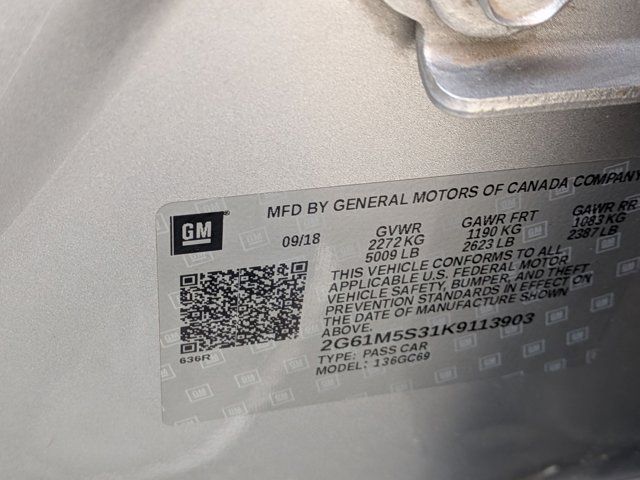 MFD BY GENERAL MOTORS OF CANADA COMPANY
GM
09/18
GVWR
2272 KG
5009 LB
GAWR FRT
1190 KG
2623 LB
GAWR RR
1083 KG
2387 LB
THIS VEHICLE CONFORMS TO ALL
APPLICABLE U.S. FEDERAL MOTOR
VEHICLE SAFETY, BUMPER, AND THEFT
PREVENTION STANDARDS IN EFFECT ON
THE DATE OF MANUFACTURE SHOWN
ABOVE.
2G61M5S31K9113903
TYPE: PASS CAR
MODEL: 136GC69
636R